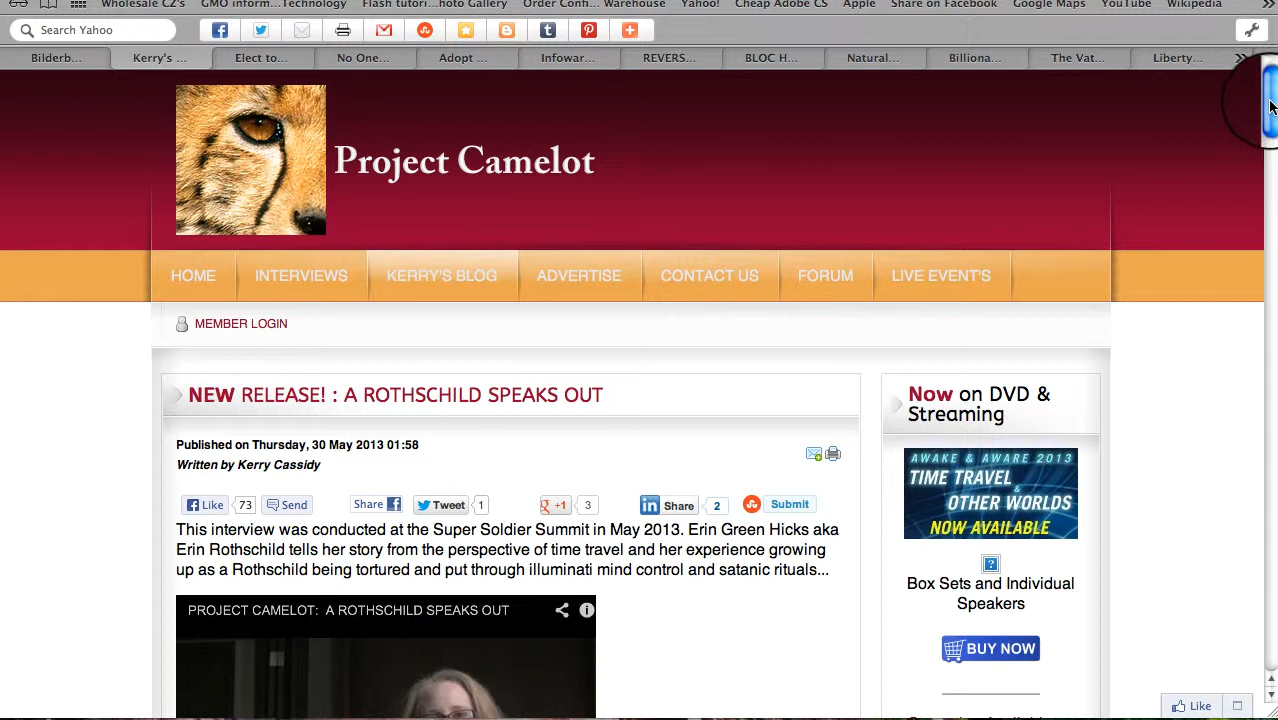 Wholesale CZ's GMO inform...Technology Flash tutori...hoto Gallery Order Conf... Warehouse Yahoo! Cheap Adobe CS Apple Share on Facebook Google Maps YouTube Wikipedia
Search Yahoo
Bilderb... Kerry's ... Elect to... No One... Adopt ... Infowar... REVERS... BLOC H... Natural... Billiona... The Vat... Liberty...
Project Camelot
HOME INTERVIEWS KERRY'S BLOG ADVERTISE CONTACT US FORUM LIVE EVENT'S
MEMBER LOGIN
NEW RELEASE! : A ROTHSCHILD SPEAKS OUT
Published on Thursday, 30 May 2013 01:58
Written by Kerry Cassidy
Like 73 Send Share Tweet 1 +1 3 Share 2 Submit
This interview was conducted at the Super Soldier Summit in May 2013. Erin Green Hicks aka
Erin Rothschild tells her story from the perspective of time travel and her experience growing
up as a Rothschild being tortured and put through illuminati mind control and satanic rituals...
PROJECT CAMELOT: A ROTHSCHILD SPEAKS OUT
Now on DVD &
Streaming
AWAKE & AWARE 2013
TIME TRAVEL
& OTHER WORLDS
NOW AVAILABLE
Box Sets and Individual
Speakers
BUY NOW
Like